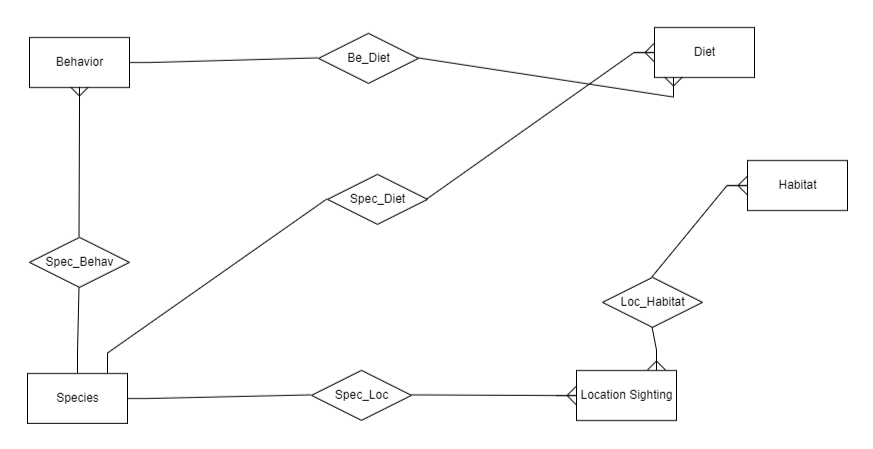 Diet
Behavior
Be_Diet
Habitat
Spec_Diet
Spec_Behav
Loc_Habitat
Species
Spec_Loc
Location Sighting